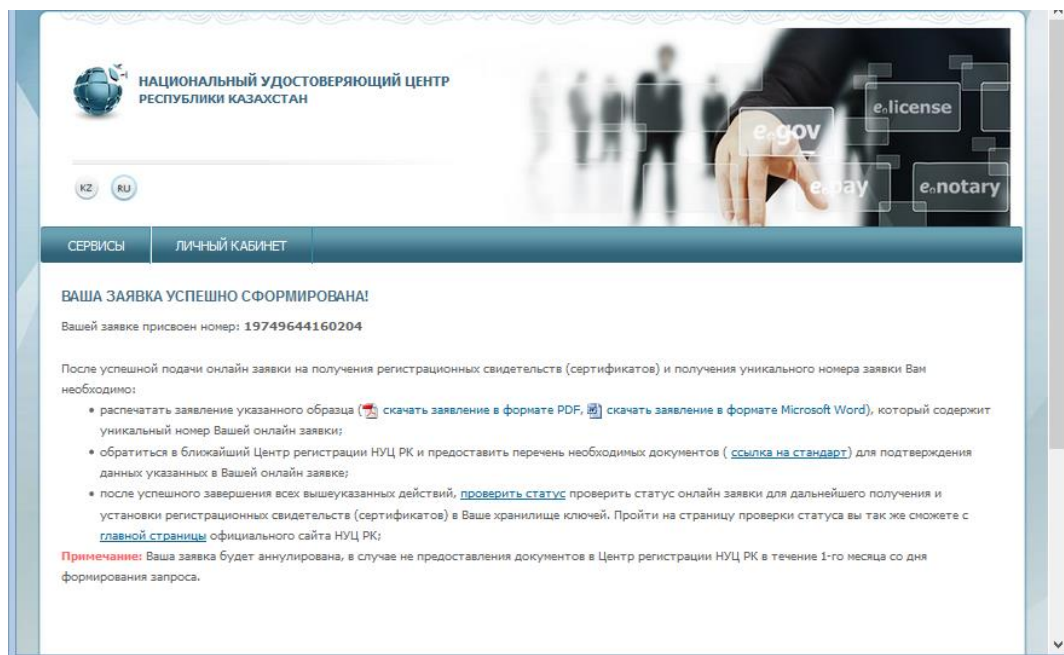 НАЦИОНАЛЬНЫЙ УДОСТОВЕРЯЮЩИЙ ЦЕНТР
РЕСПУБЛИКИ КАЗАХСТАН
e.gov
e.license
e.pay
e.notary
KZ
RU
СЕРВИСЫ
ЛИЧНЫЙ КАБИНЕТ
ВАША ЗАЯВКА УСПЕШНО СФОРМИРОВАНА!
Вашей заявке присвоен номер: 19749644160204
После успешной подачи онлайн заявки на получения регистрационных свидетельств (сертификатов) и получения уникального номера заявки Вам
необходимо:
• распечатать заявление указанного образца ( скачать заявление в формате PDF, скачать заявление в формате Microsoft Word), который содержит
уникальный номер Вашей онлайн заявки;
• обратиться в ближайший Центр регистрации НУЦ РК и предоставить перечень необходимых документов ( ссылка на стандарт) для подтверждения
данных указанных в Вашей онлайн заявке;
• после успешного завершения всех вышеуказанных действий, проверить статус проверить статус онлайн заявки для дальнейшего получения и
установки регистрационных свидетельств (сертификатов) в Ваше хранилище ключей. Пройти на страницу проверки статуса вы так же сможете с
главной страницы официального сайта НУЦ РК;
Примечание: Ваша заявка будет аннулирована, в случае не предоставления документов в Центр регистрации НУЦ РК в течение 1-го месяца со дня
формирования запроса.